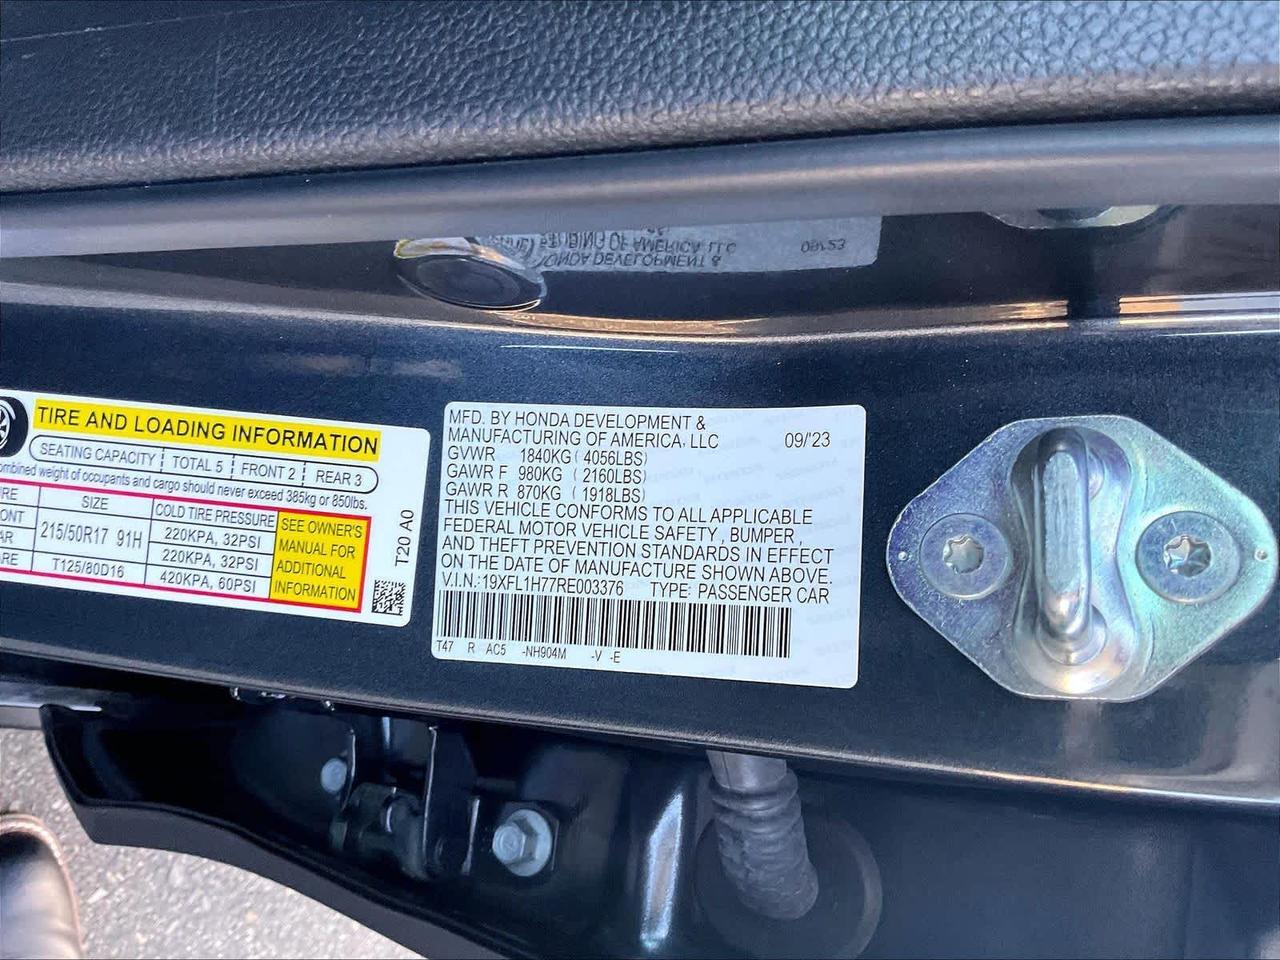 TIRE AND LOADING INFORMATION
SEATING CAPACITY TOTAL 5 FRONT 2 REAR 3
combined weight of occupants and cargo should never exceed 385kg or 850lbs.
SIZE COLD TIRE PRESSURE
215/50R17 91H 220KPA, 32PSI
220KPA, 32PSI
T125/80D16 420KPA, 60PSI
SEE OWNER'S
MANUAL FOR
ADDITIONAL
INFORMATION
T20 A0
MFD. BY HONDA DEVELOPMENT &
MANUFACTURING OF AMERICA, LLC 09/'23
GVWR 1840KG ( 4056LBS)
GAWR F 980KG ( 2160LBS)
GAWR R 870KG ( 1918LBS)
THIS VEHICLE CONFORMS TO ALL APPLICABLE
FEDERAL MOTOR VEHICLE SAFETY , BUMPER ,
AND THEFT PREVENTION STANDARDS IN EFFECT
ON THE DATE OF MANUFACTURE SHOWN ABOVE.
V.I.N.:19XFL1H77RE003376 TYPE: PASSENGER CAR
T47 R AC5 -NH904M -V -E